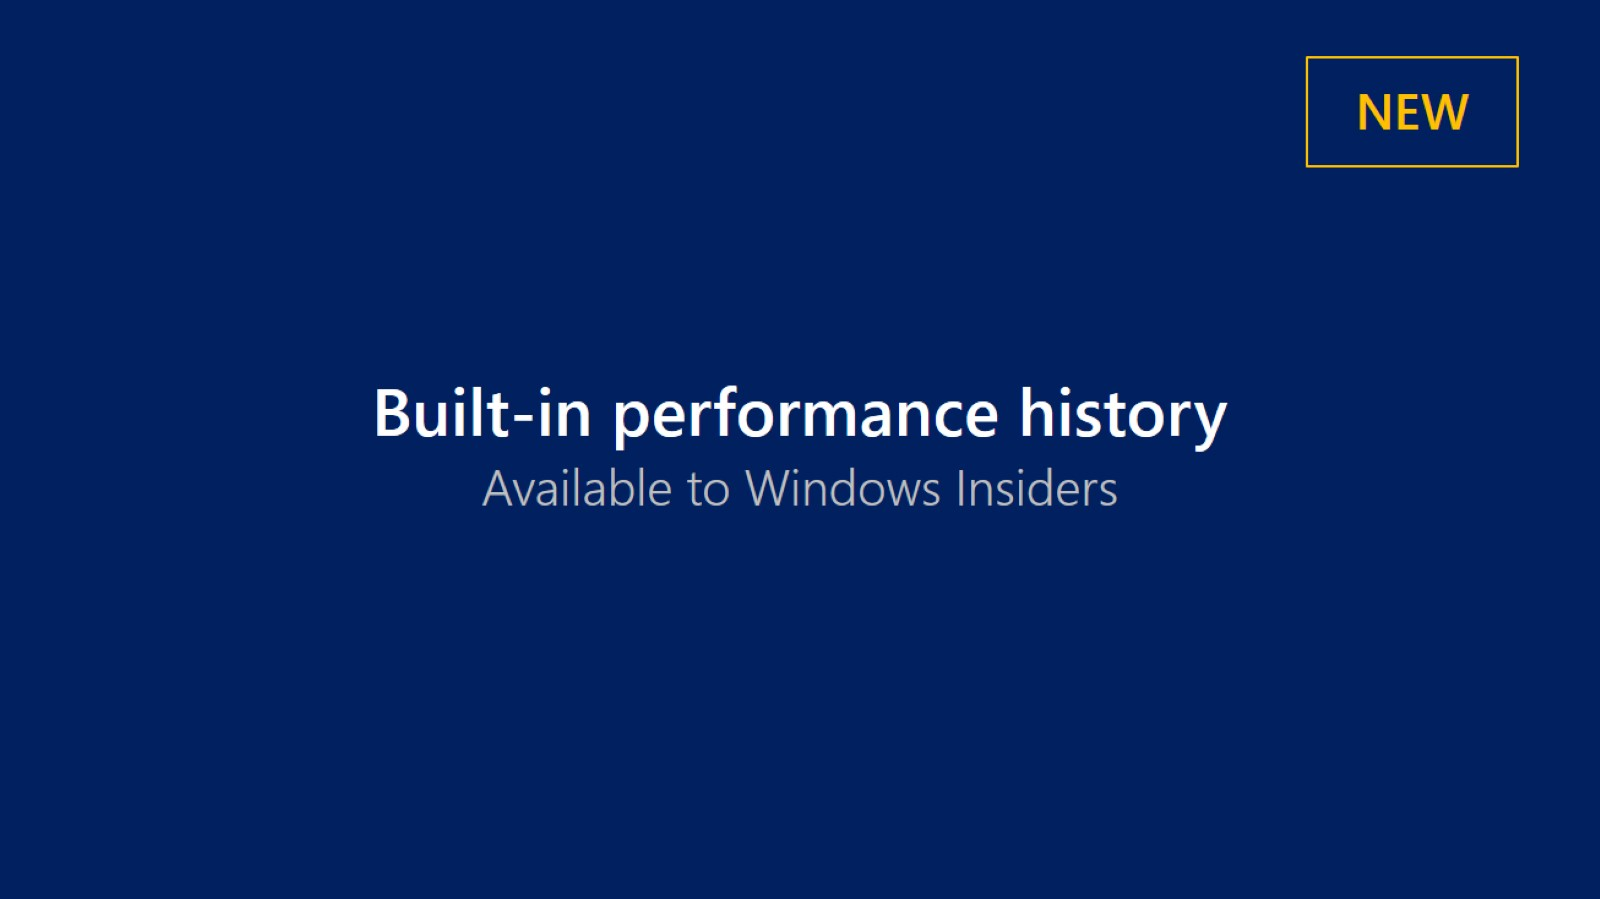 NEW
Built-in performance history
Available to Windows Insiders